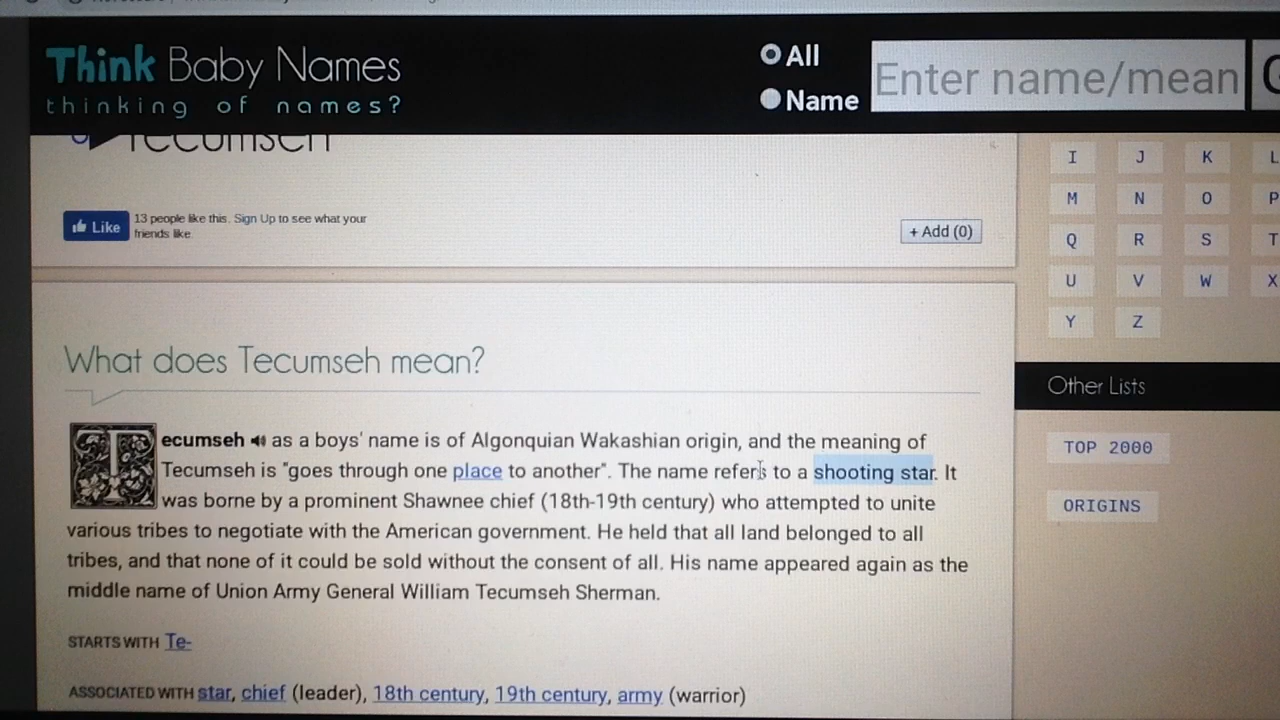 Think Baby Names
thinking of names?
All
Name
Enter name/mean
Tecumseh
Like
13 people like this. Sign Up to see what your
friends like.
+ Add (0)
I J K L
M N O P
Q R S T
U V W X
Y Z
What does Tecumseh mean?
Tecumseh as a boys' name is of Algonquian Wakashian origin, and the meaning of
Tecumseh is "goes through one place to another". The name refers to a shooting star. It
was borne by a prominent Shawnee chief (18th-19th century) who attempted to unite
various tribes to negotiate with the American government. He held that all land belonged to all
tribes, and that none of it could be sold without the consent of all. His name appeared again as the
middle name of Union Army General William Tecumseh Sherman.
STARTS WITH Te-
ASSOCIATED WITH star, chief (leader), 18th century, 19th century, army (warrior)
Other Lists
TOP 2000
ORIGINS